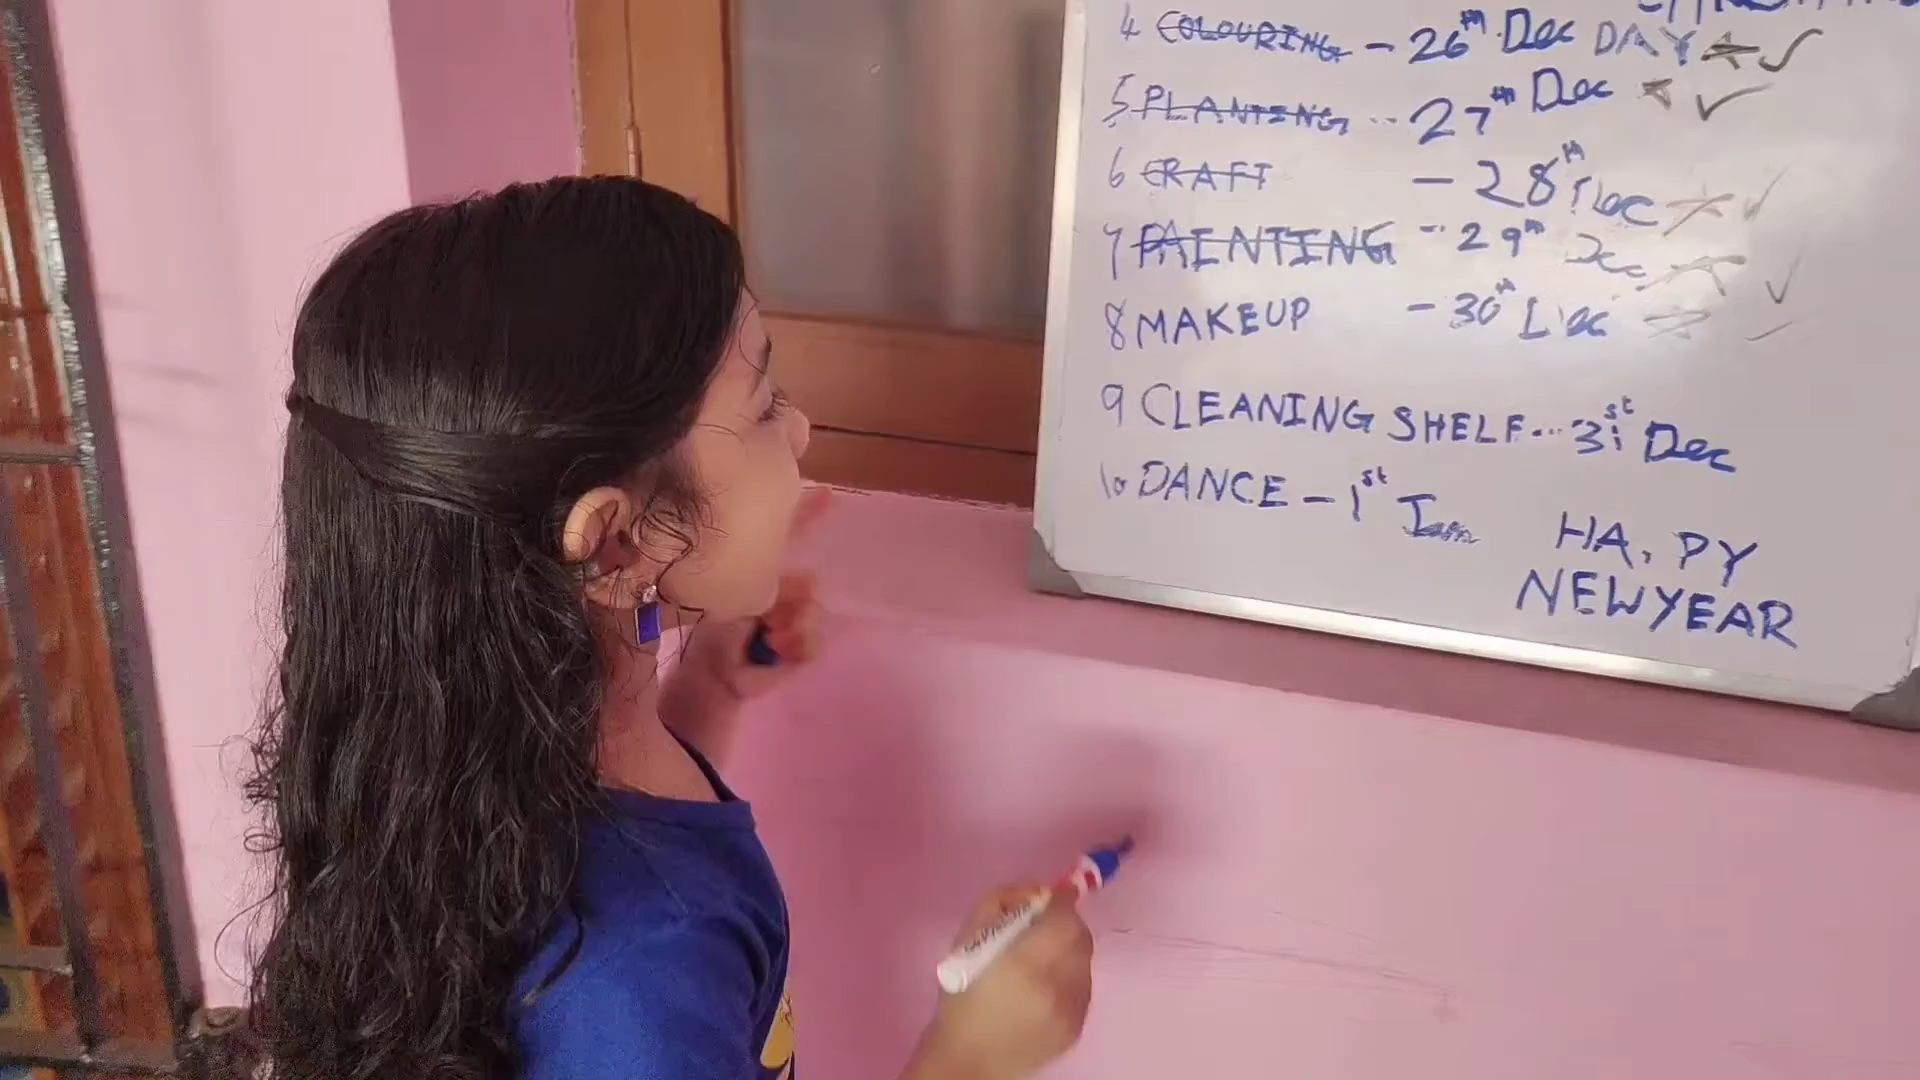 4 COLOURING - 26th Dec DAY
5 PLANTING -- 27th Dec
6 CRAFT - 28th Dec
7 PAINTING - 29th Dec
8 MAKEUP - 30th Dec
9 CLEANING SHELF... 31st Dec
10 DANCE - 1st Jan
HA, PY
NEWYEAR